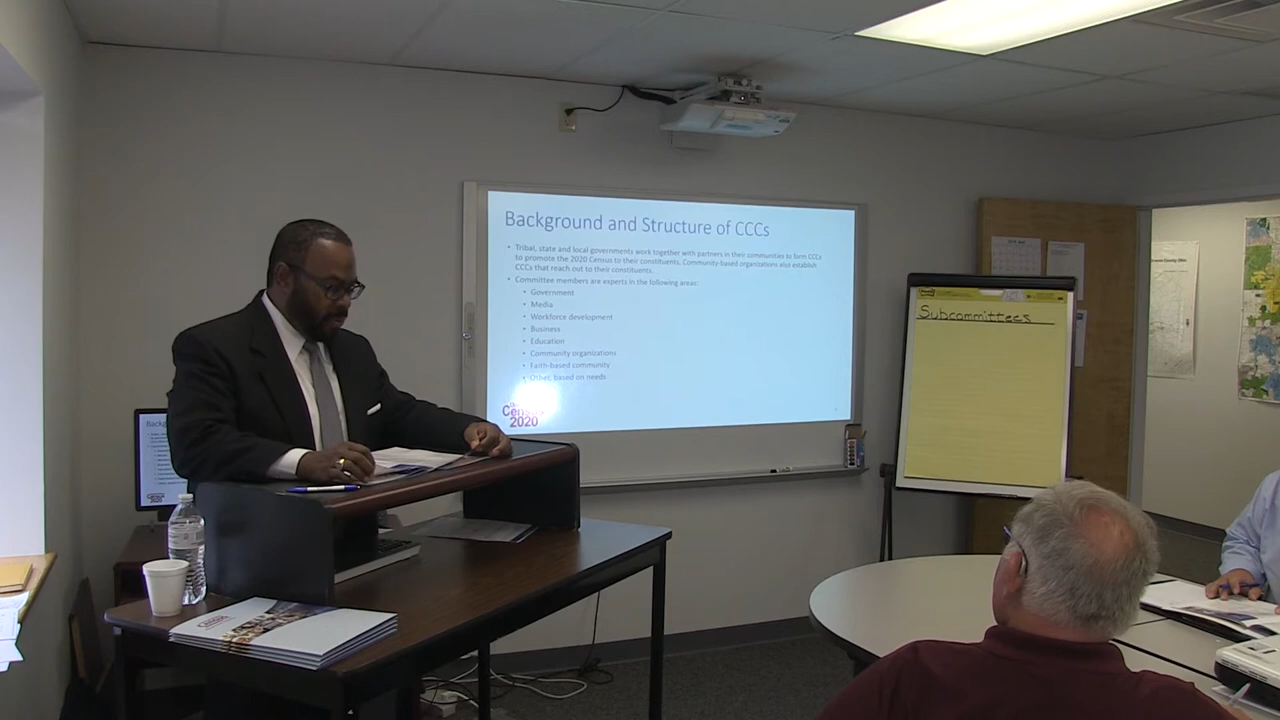 Background and Structure of CCCs
• Tribal, state and local governments work together with partners in their communities to form CCCs
to promote the 2020 Census to their constituents. Community-based organizations also establish
CCCs that reach out to their constituents.
• Committee members are experts in the following areas:
• Government
• Media
• Workforce development
• Business
• Education
• Community organizations
• Faith-based community
• Other, based on needs
Census
2020
Subcommittees